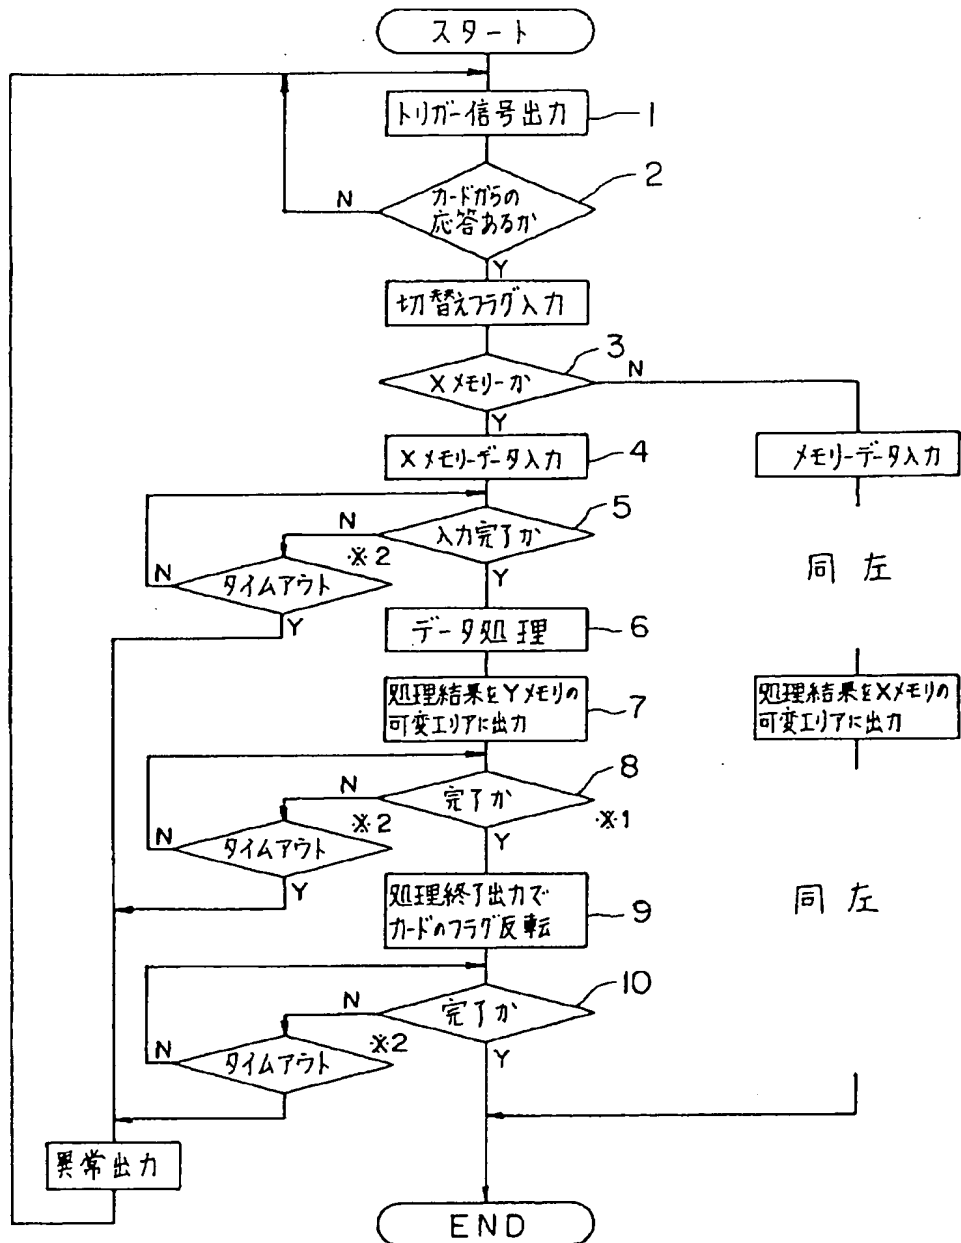 スタート
トリガー信号出力
1
カードからの
応答あるか
2
N
Y
切替えフラグ入力
Xメモリーか
3
N
Y
Xメモリーデータ入力
4
メモリーデータ入力
入力完了か
5
N
※2
Y
タイムアウト
N
Y
同左
データ処理
6
処理結果をYメモリの
可変エリアに出力
7
処理結果をXメモリの
可変エリアに出力
完了か
8
N
※1
※2
Y
タイムアウト
N
Y
処理終了出力で
カードのフラグ反転
9
同左
完了か
10
N
※2
Y
タイムアウト
N
異常出力
END